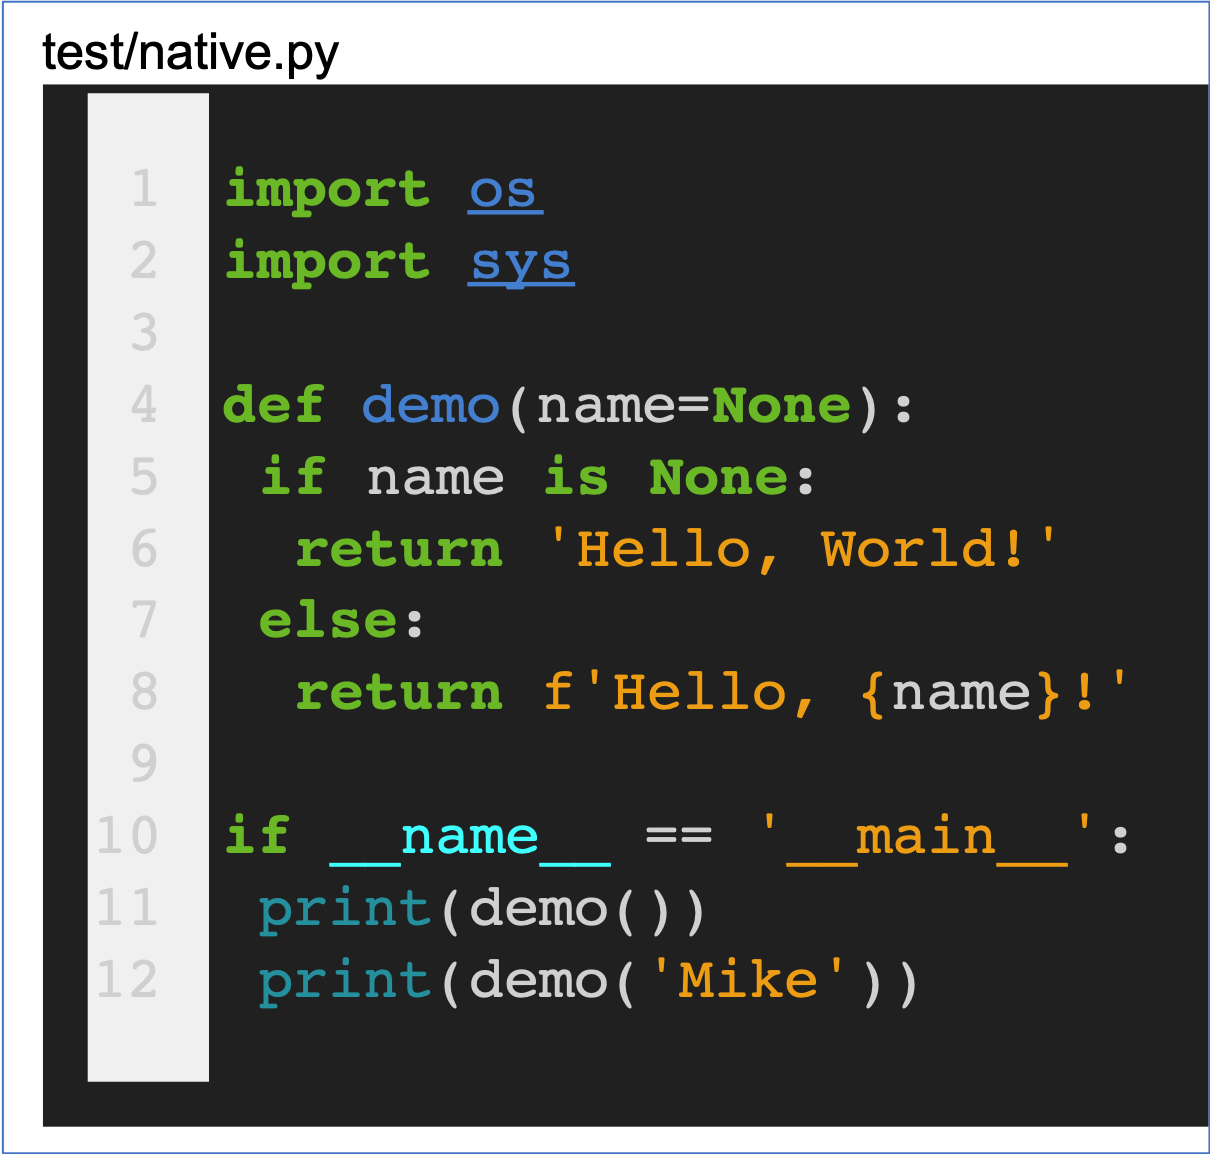 test/native.py
1 import os
2 import sys
3
4 def demo(name=None):
5  if name is None:
6   return 'Hello, World!'
7  else:
8   return f'Hello, {name}!'
9
10 if __name__ == '__main__':
11  print(demo())
12  print(demo('Mike'))